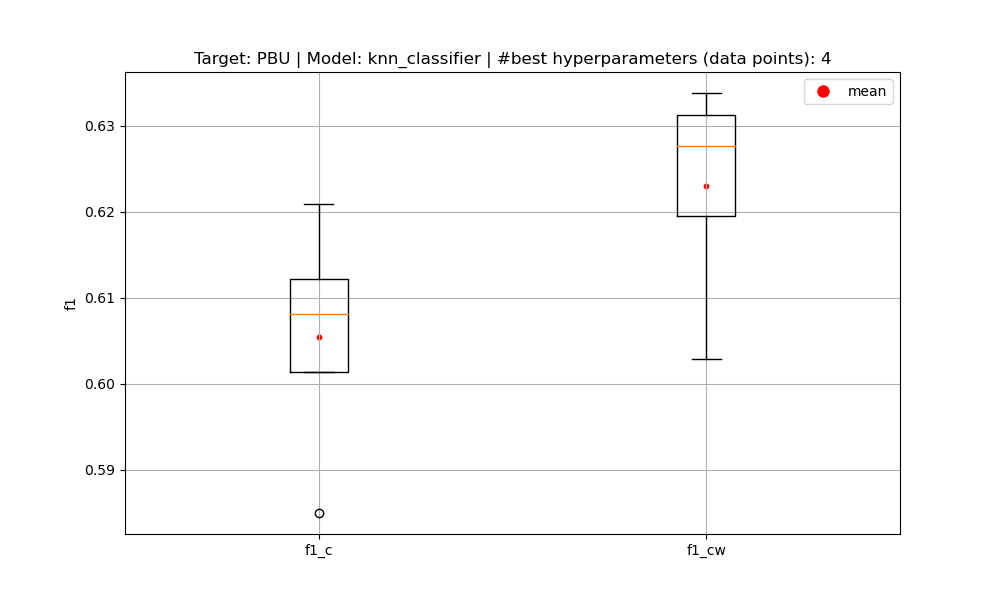 Target: PBU | Model: knn_classifier | #best hyperparameters (data points): 4
mean
0.63
0.62
0.61
0.60
0.59
f1
f1_c
f1_cw